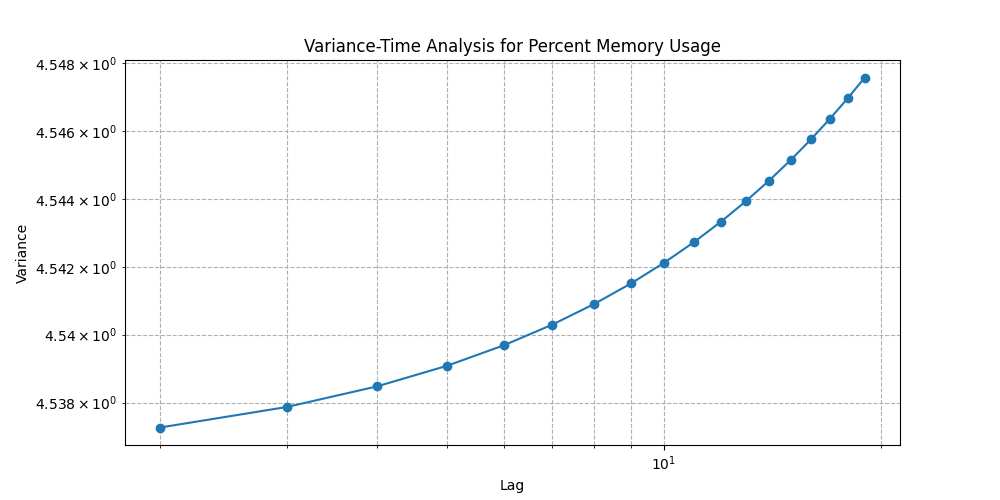 Variance-Time Analysis for Percent Memory Usage
4.548 × 10⁰
4.546 × 10⁰
4.544 × 10⁰
4.542 × 10⁰
4.54 × 10⁰
4.538 × 10⁰
Variance
10¹
Lag